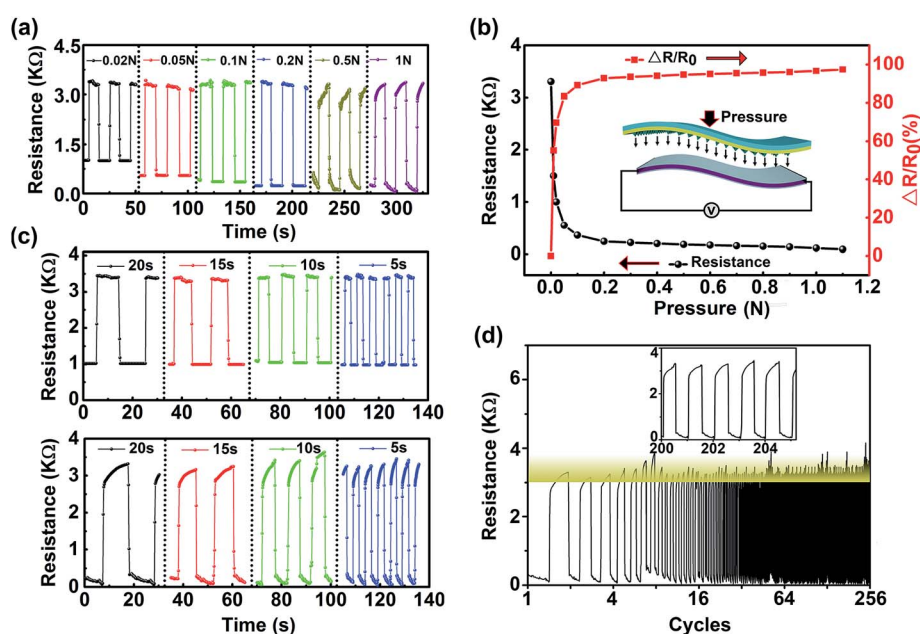 (a)
4.5
3.0
1.5
0.0
Resistance (KΩ)
0.02N 0.05N 0.1N 0.2N 0.5N 1N
0 50 100 150 200 250 300
Time (s)
(b)
4
3
2
1
0
Resistance (KΩ)
△R/R0
Pressure
V
Resistance
100
80
60
40
20
0
△R/R0(%)
0.0 0.2 0.4 0.6 0.8 1.0 1.2
Pressure (N)
(c)
4
3
2
1
0
Resistance (KΩ)
20s 15s 10s 5s
0 20 40 60 80 100 120 140
4
3
2
1
0
Resistance (KΩ)
20s 15s 10s 5s
0 20 40 60 80 100 120 140
Time (s)
(d)
6
4
2
0
Resistance (KΩ)
4
2
0
200 202 204
1 4 16 64 256
Cycles